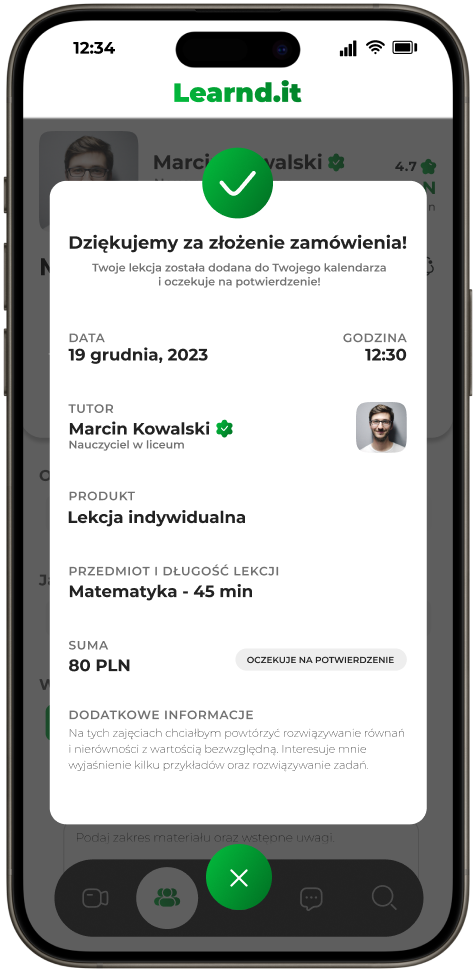 12:34
Learnd.it
Marcin Kowalski
4.7
Dziękujemy za złożenie zamówienia!
Twoje lekcja została dodana do Twojego kalendarza
i oczekuje na potwierdzenie!
DATA
GODZINA
19 grudnia, 2023
12:30
TUTOR
Marcin Kowalski
Nauczyciel w liceum
PRODUKT
Lekcja indywidualna
PRZEDMIOT I DŁUGOŚĆ LEKCJI
Matematyka - 45 min
SUMA
80 PLN
OCZEKUJE NA POTWIERDZENIE
DODATKOWE INFORMACJE
Na tych zajęciach chciałbym powtórzyć rozwiązywanie równań
i nierówności z wartością bezwzględną. Interesuje mnie
wyjaśnienie kilku przykładów oraz rozwiązywanie zadań.
Podaj zakres materiału oraz wstępne uwagi.